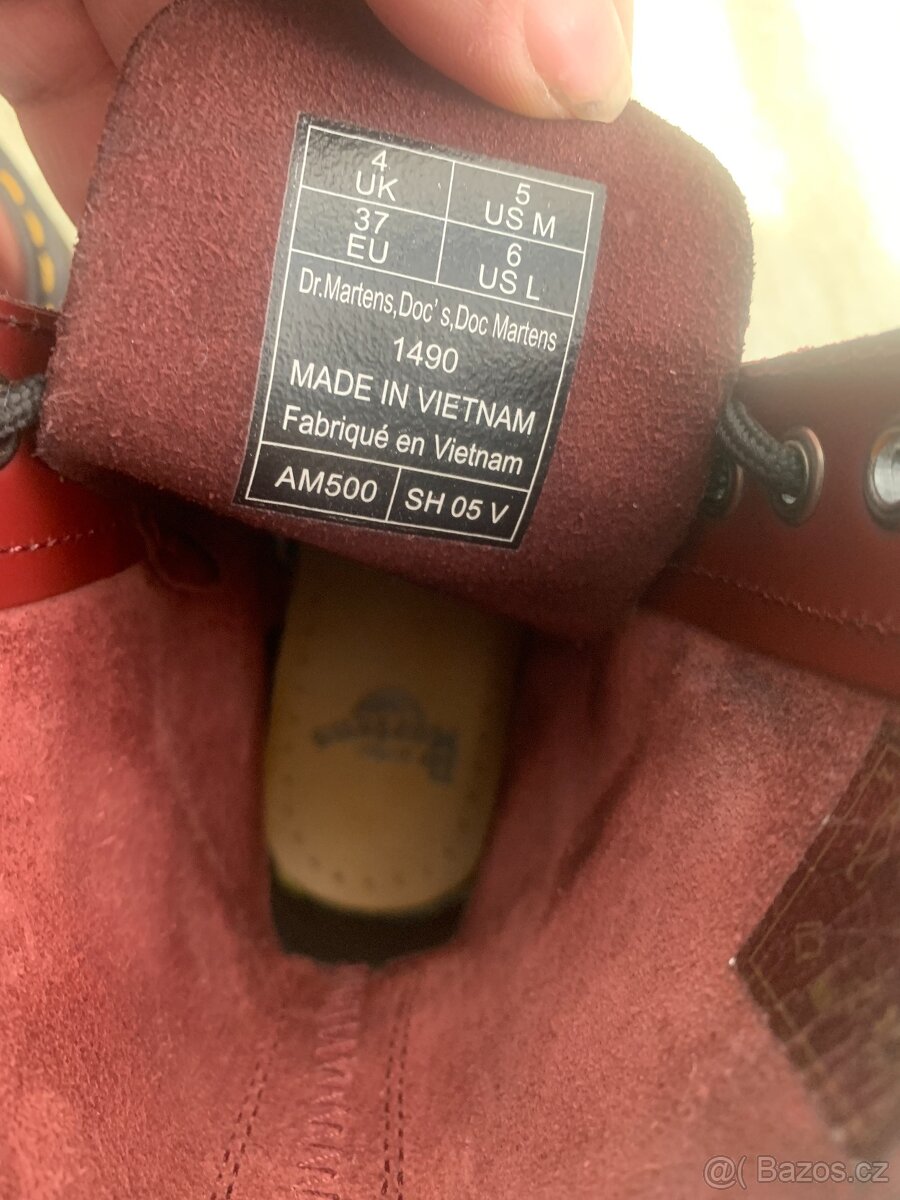 4
UK
5
US M
37
EU
6
US L
Dr.Martens,Doc's,Doc Martens
1490
MADE IN VIETNAM
Fabriqué en Vietnam
AM500
SH 05 V
@( Bazos.cz